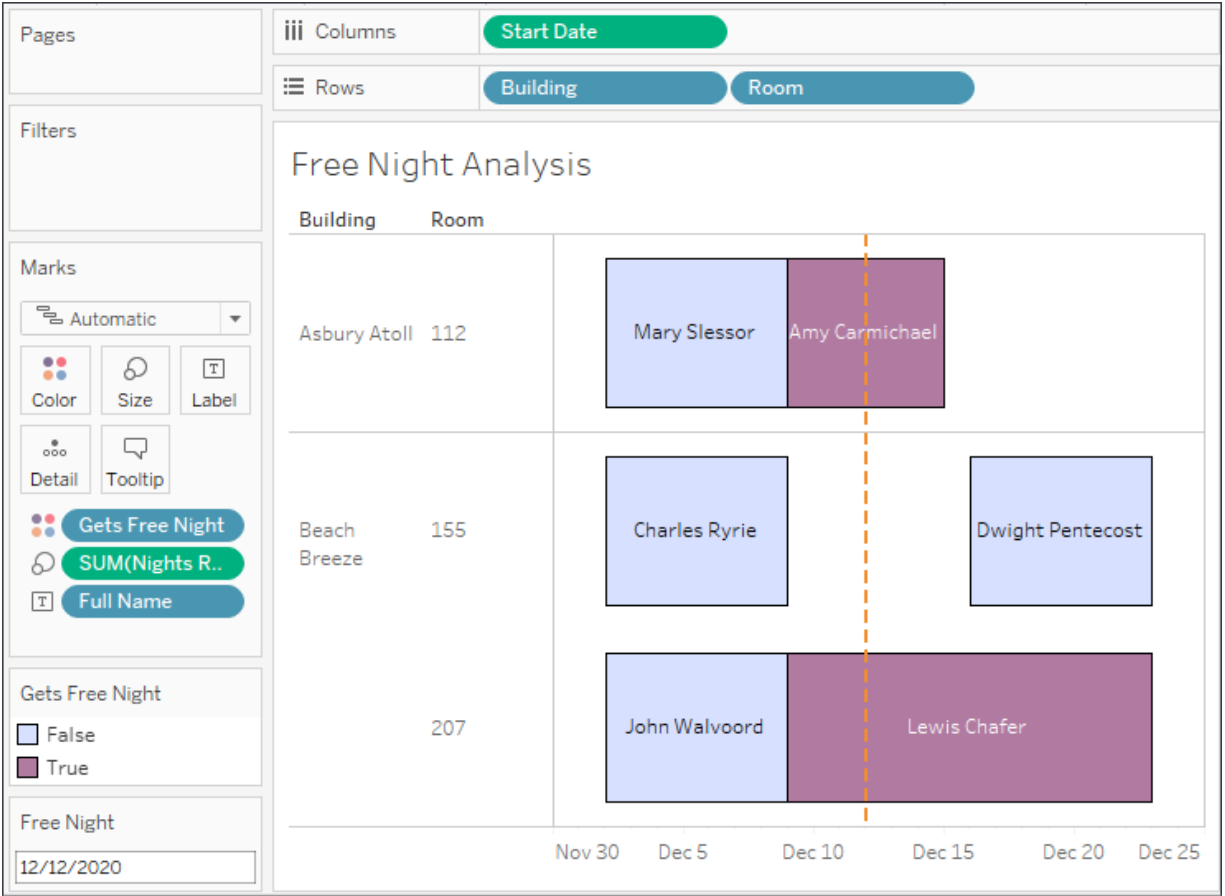 Pages
Columns
Start Date
Rows
Building
Room
Filters
Free Night Analysis
Building
Room
Marks
Automatic
Color
Size
T
Label
Detail
Tooltip
Gets Free Night
SUM(Nights R..
T
Full Name
Asbury Atoll
112
Mary Slessor
Amy Carmichael
Beach
Breeze
155
Charles Ryrie
Dwight Pentecost
207
John Walvoord
Lewis Chafer
Nov 30
Dec 5
Dec 10
Dec 15
Dec 20
Dec 25
Gets Free Night
False
True
Free Night
12/12/2020